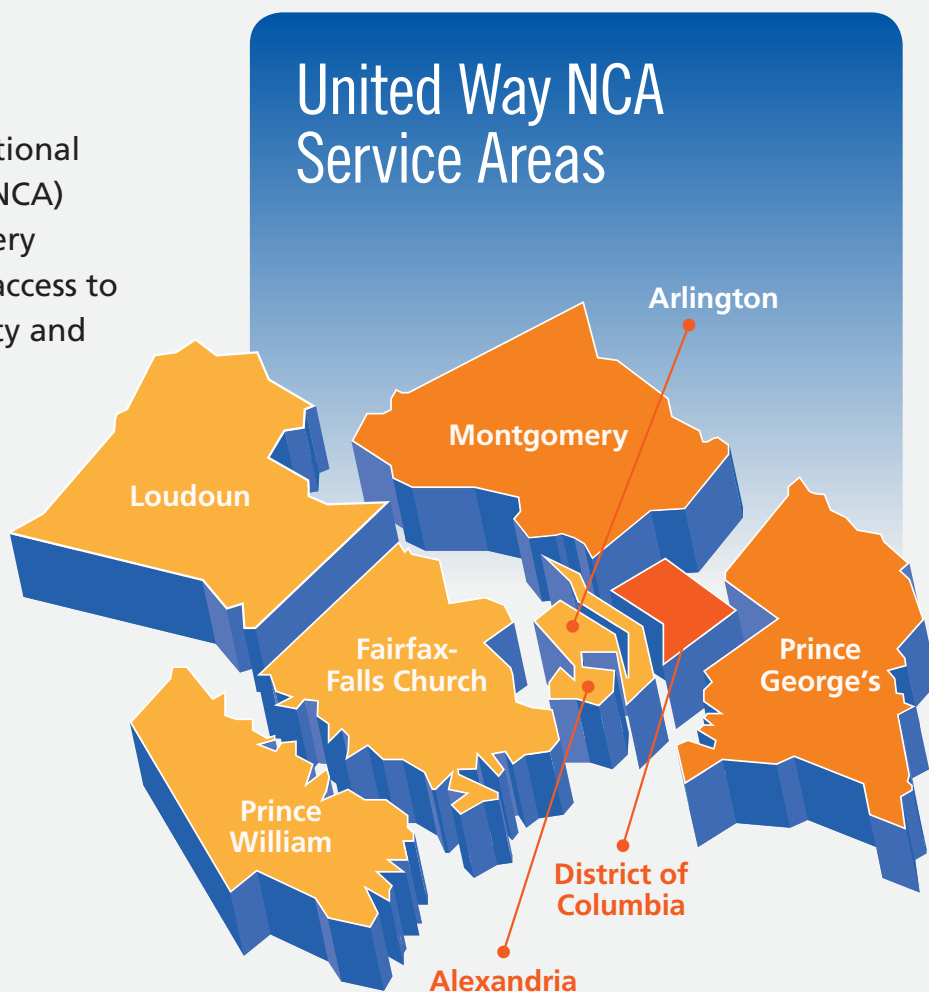 tional
NCA)
ery
access to
ty and
United Way NCA
Service Areas
Arlington
Montgomery
Loudoun
Fairfax-
Falls Church
Prince
George's
Prince
William
District of
Columbia
Alexandria